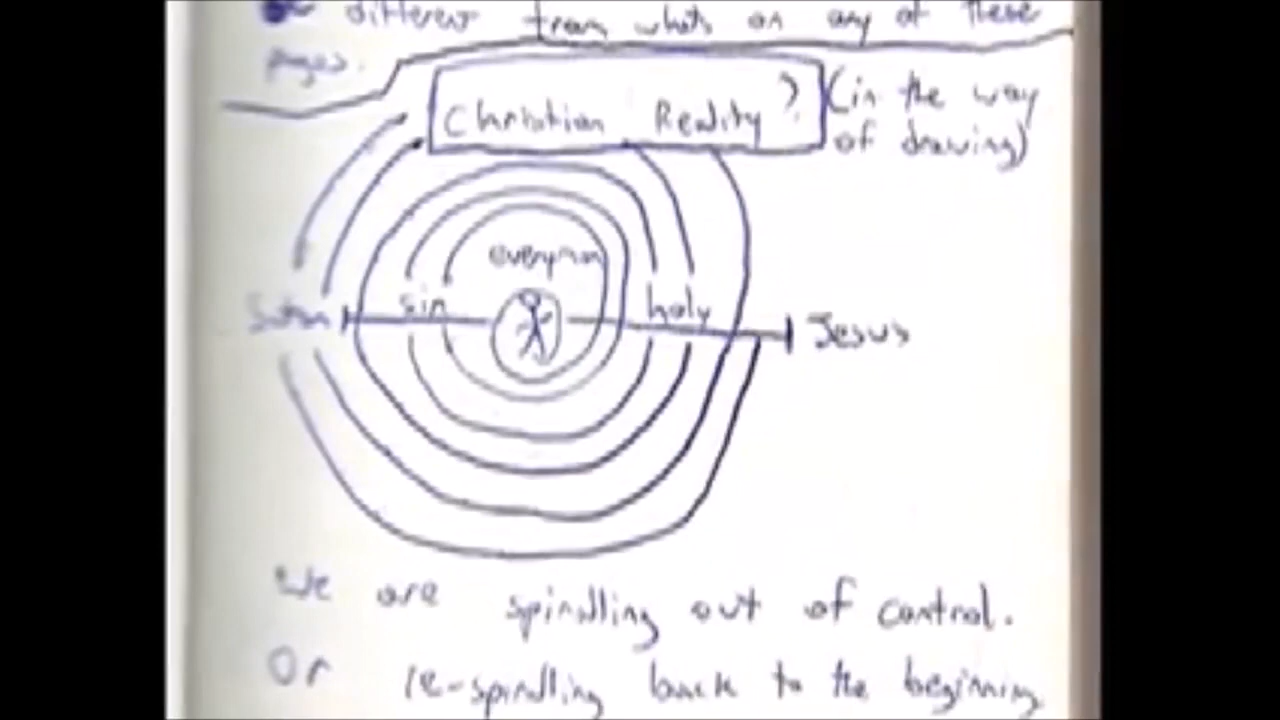 different from whats on any of these
pages.
Christian Reality? (in the way
of drawing)
everyman
Satan sin holy Jesus
We are spiralling out of control.
Or re-spiralling back to the beginning